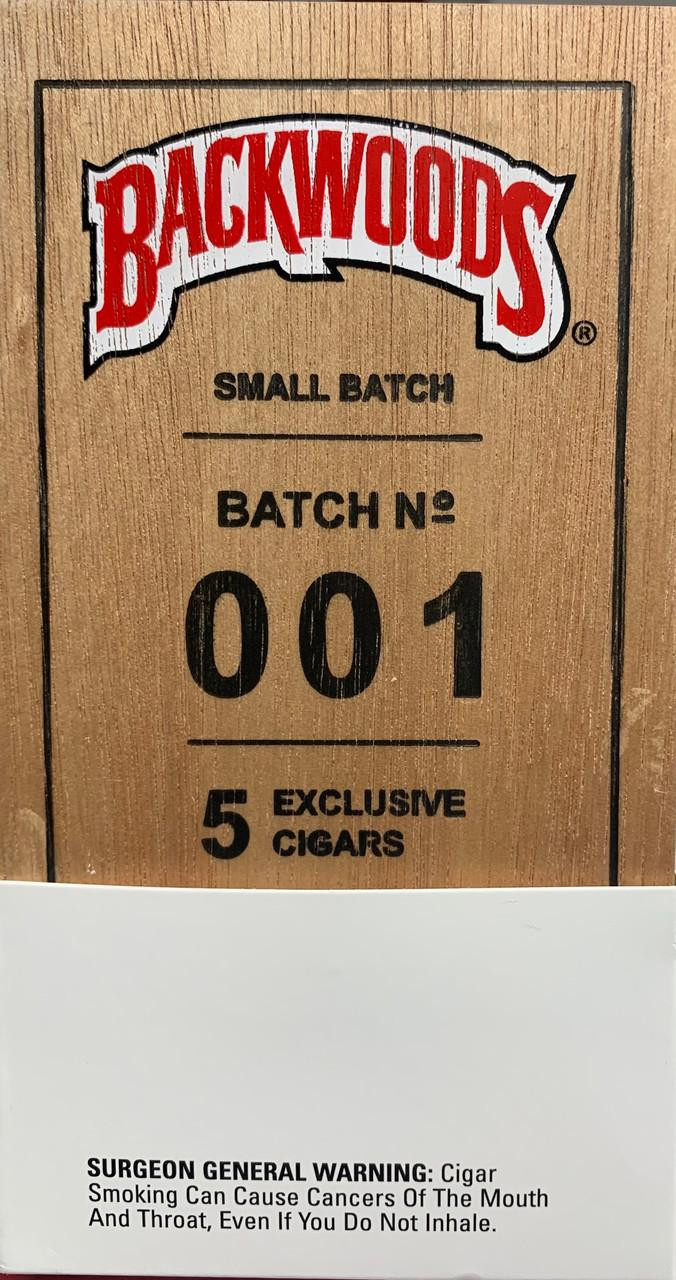 BACKWOODS®
SMALL BATCH
BATCH Nº
001
5 EXCLUSIVE
CIGARS
SURGEON GENERAL WARNING: Cigar
Smoking Can Cause Cancers Of The Mouth
And Throat, Even If You Do Not Inhale.